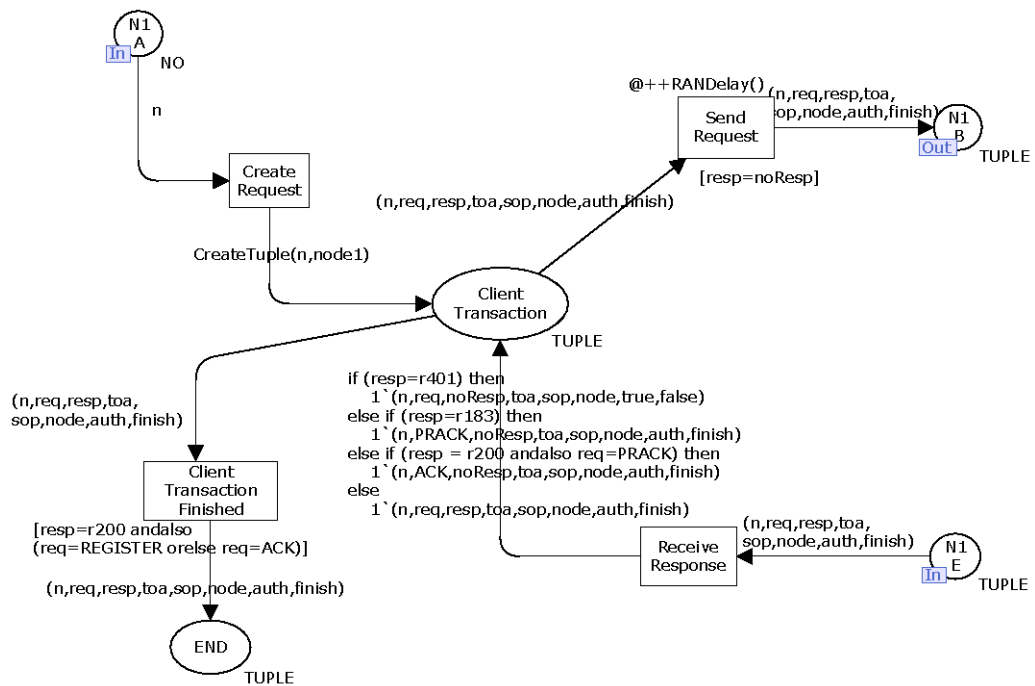 N1
A
In
NO
n
@++RANDelay()
(n,req,resp,toa,
sop,node,auth,finish)
Send
Request
N1
B
Out
TUPLE
[resp=noResp]
Create
Request
(n,req,resp,toa,sop,node,auth,finish)
CreateTuple(n,node1)
Client
Transaction
TUPLE
if (resp=r401) then
1`(n,req,noResp,toa,sop,node,true,false)
else if (resp=r183) then
1`(n,PRACK,noResp,toa,sop,node,auth,finish)
else if (resp = r200 andalso req=PRACK) then
1`(n,ACK,noResp,toa,sop,node,auth,finish)
else
1`(n,req,resp,toa,sop,node,auth,finish)
(n,req,resp,toa,
sop,node,auth,finish)
Client
Transaction
Finished
[resp=r200 andalso
(req=REGISTER orelse req=ACK)]
(n,req,resp,toa,
sop,node,auth,finish)
Receive
Response
N1
E
In
TUPLE
(n,req,resp,toa,sop,node,auth,finish)
END
TUPLE